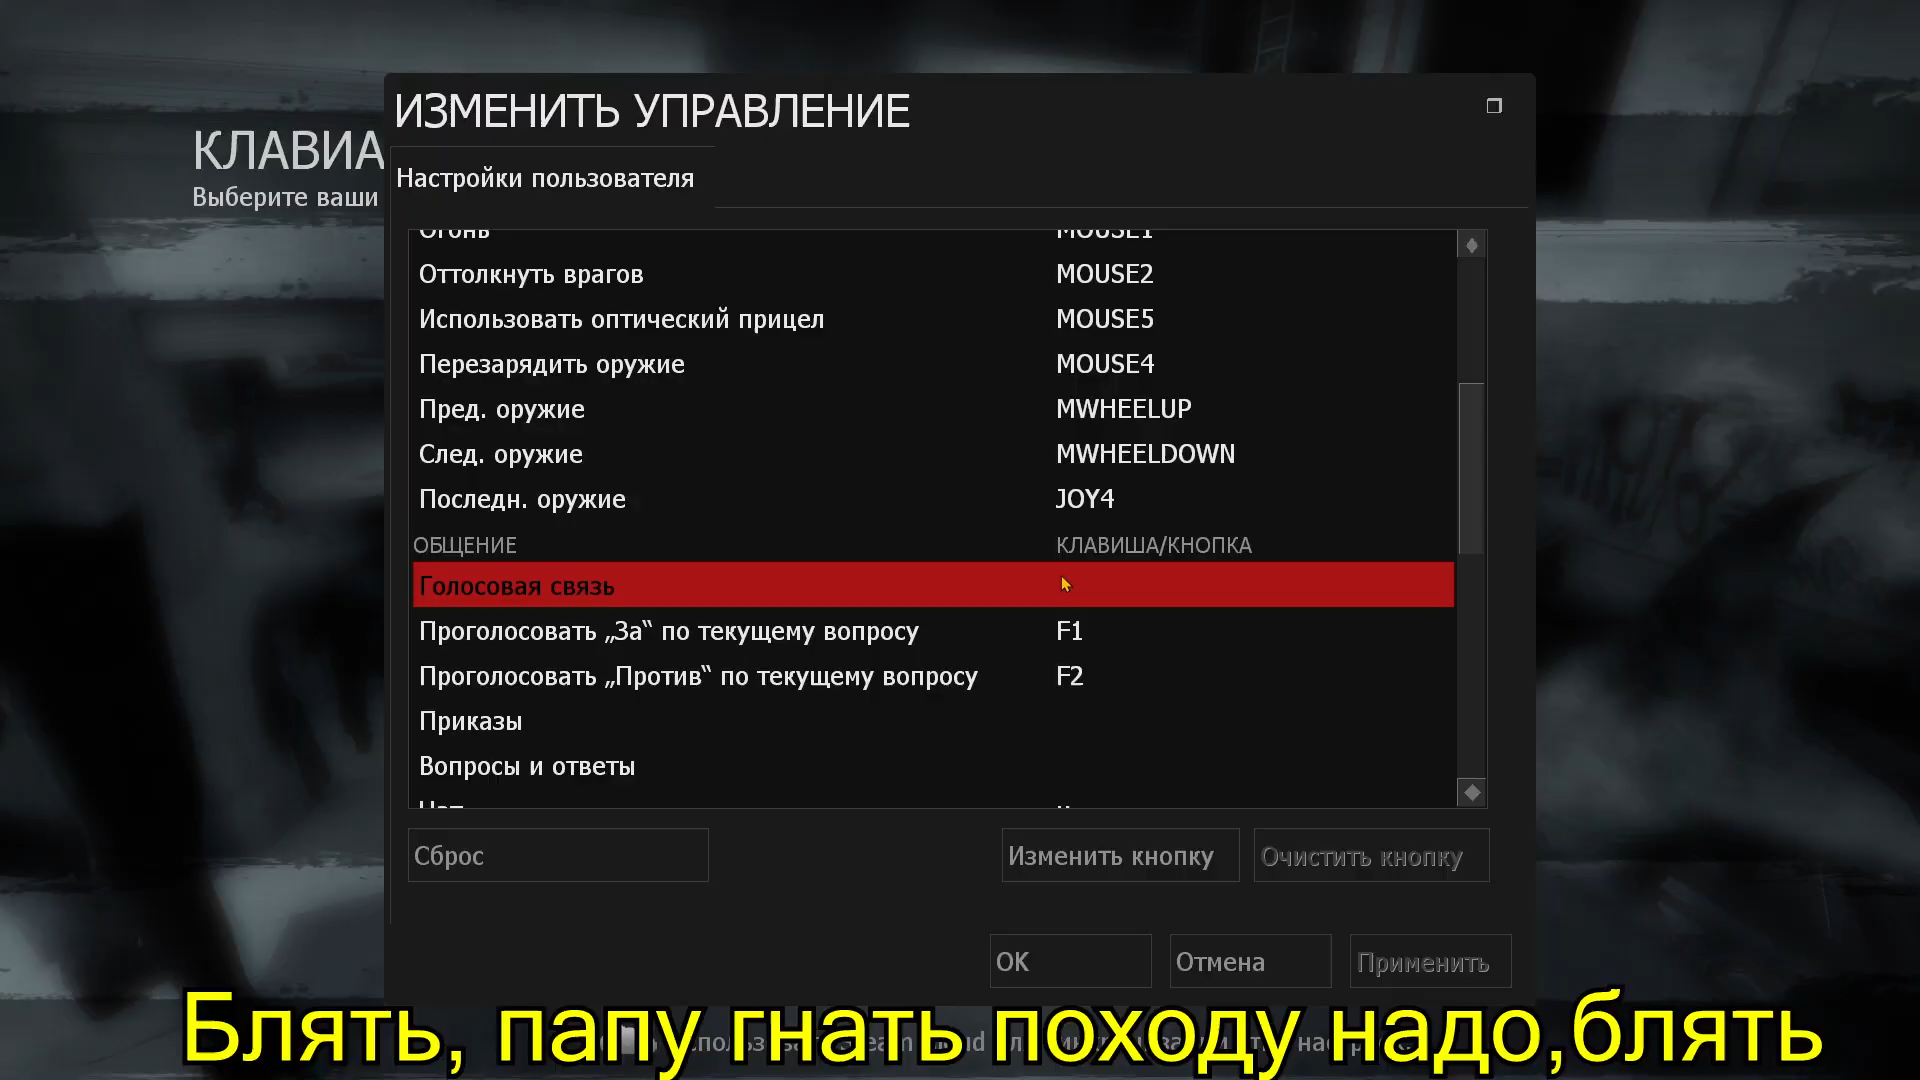 КЛАВИА
Выберите ваши
ИЗМЕНИТЬ УПРАВЛЕНИЕ
Настройки пользователя
Огонь MOUSE1
Оттолкнуть врагов MOUSE2
Использовать оптический прицел MOUSE5
Перезарядить оружие MOUSE4
Пред. оружие MWHEELUP
След. оружие MWHEELDOWN
Последн. оружие JOY4
ОБЩЕНИЕ КЛАВИША/КНОПКА
Голосовая связь
Проголосовать „За“ по текущему вопросу F1
Проголосовать „Против“ по текущему вопросу F2
Приказы
Вопросы и ответы
Сброс Изменить кнопку Очистить кнопку
OK Отмена Применить
Блять, папу гнать походу надо,блять